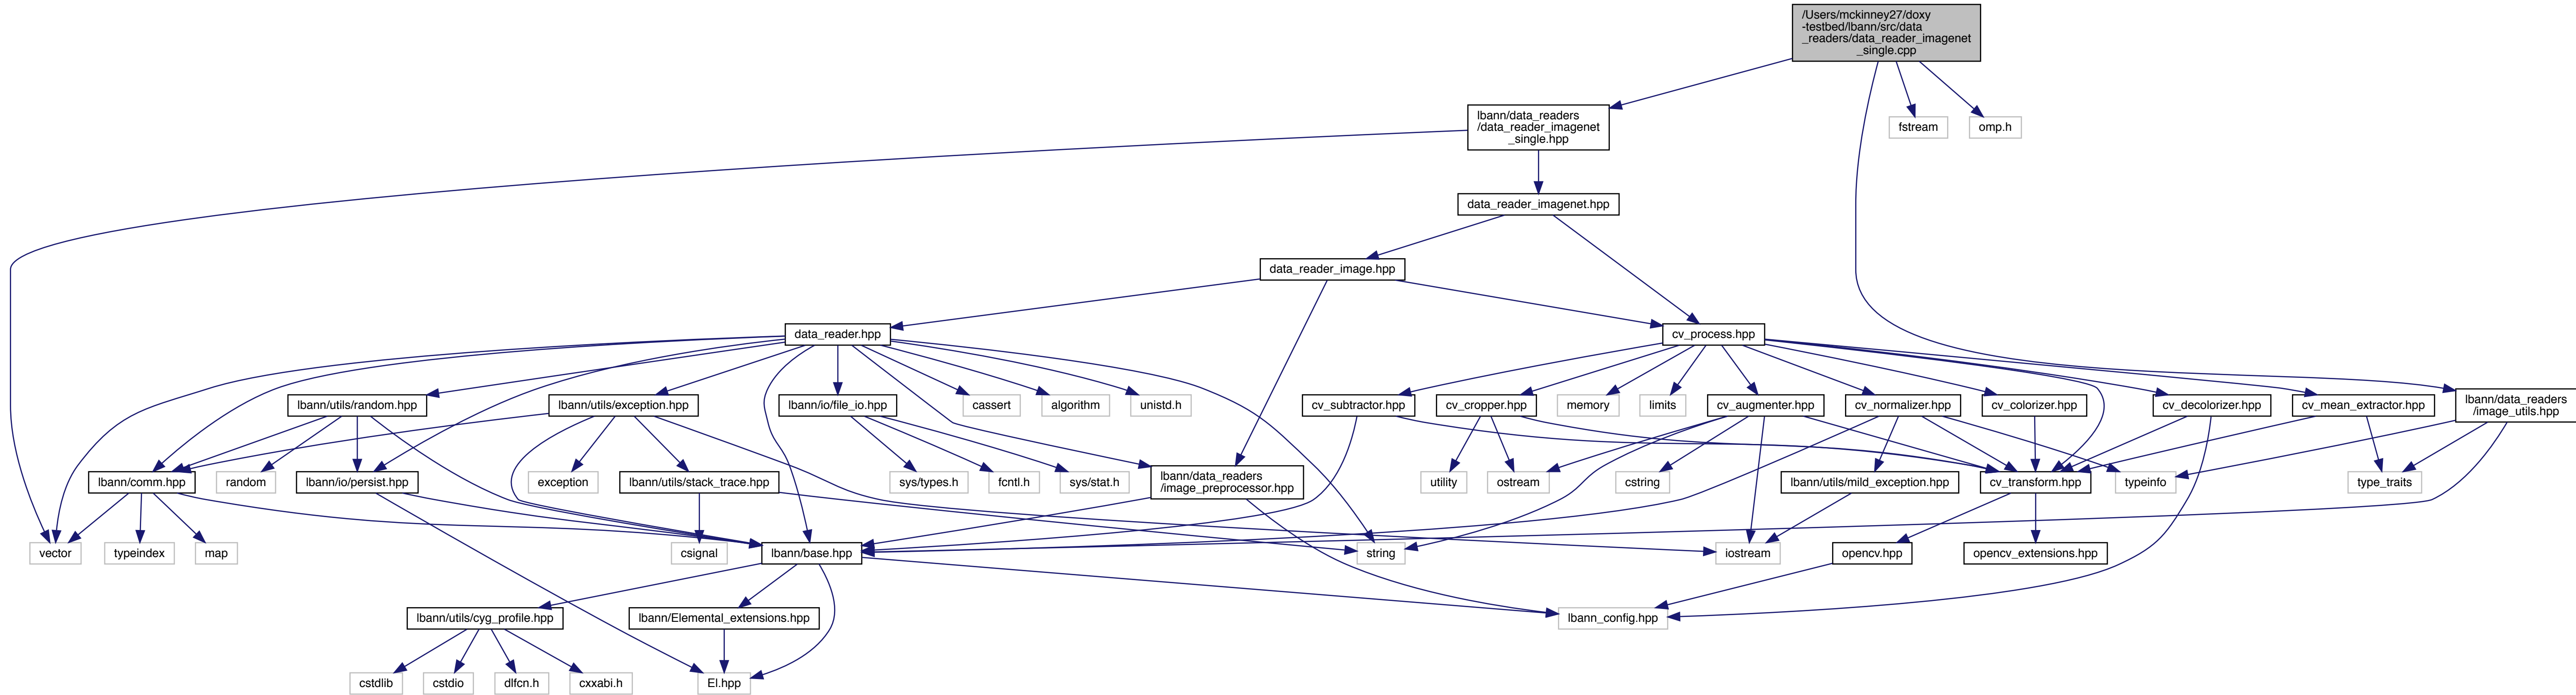 /Users/mckinney27/doxy
-testbed/lbann/src/data
_readers/data_reader_imagenet
_single.cpp
lbann/data_readers
/data_reader_imagenet
_single.hpp
fstream
omp.h
data_reader_imagenet.hpp
data_reader_image.hpp
data_reader.hpp
cv_process.hpp
lbann/utils/random.hpp
lbann/utils/exception.hpp
lbann/io/file_io.hpp
cassert
algorithm
unistd.h
cv_subtractor.hpp
cv_cropper.hpp
memory
limits
cv_augmenter.hpp
cv_normalizer.hpp
cv_colorizer.hpp
cv_decolorizer.hpp
cv_mean_extractor.hpp
lbann/data_readers
/image_utils.hpp
lbann/comm.hpp
random
lbann/io/persist.hpp
exception
lbann/utils/stack_trace.hpp
sys/types.h
fcntl.h
sys/stat.h
lbann/data_readers
/image_preprocessor.hpp
utility
ostream
cstring
lbann/utils/mild_exception.hpp
cv_transform.hpp
typeinfo
type_traits
vector
typeindex
map
csignal
lbann/base.hpp
string
iostream
opencv.hpp
opencv_extensions.hpp
lbann/utils/cyg_profile.hpp
lbann/Elemental_extensions.hpp
lbann_config.hpp
cstdlib
cstdio
dlfcn.h
cxxabi.h
El.hpp